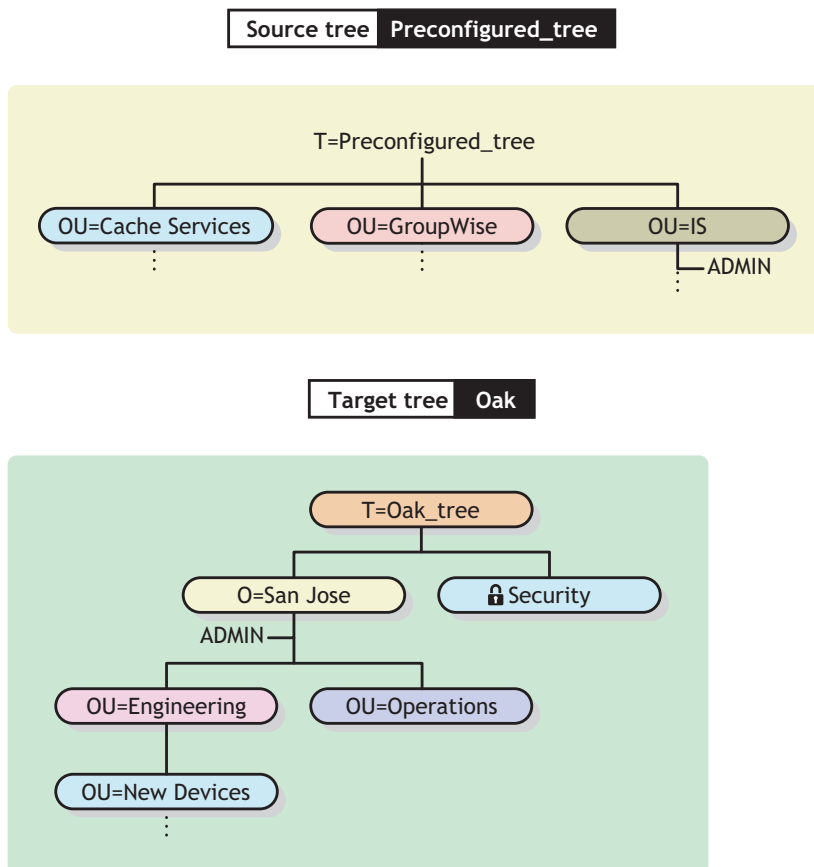 Source tree Preconfigured_tree
T=Preconfigured_tree
OU=Cache Services OU=GroupWise OU=IS
ADMIN
Target tree Oak
T=Oak_tree
O=San Jose Security
ADMIN
OU=Engineering OU=Operations
OU=New Devices